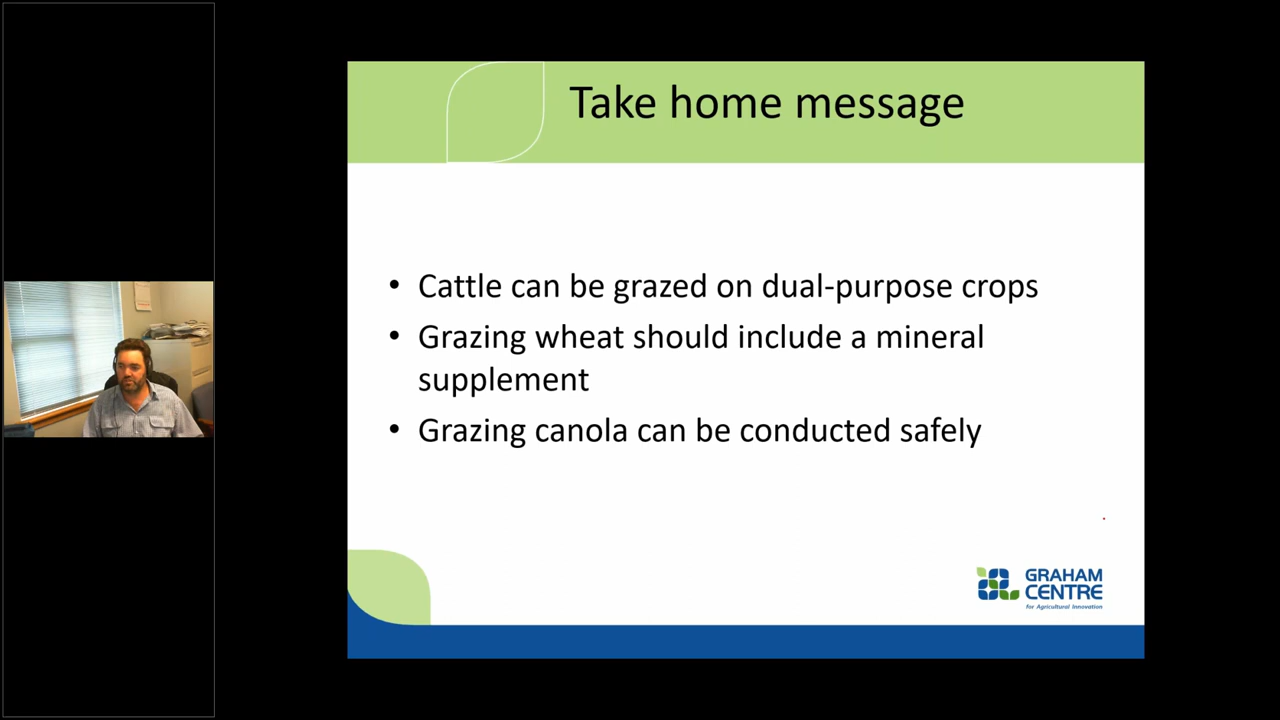 Take home message
• Cattle can be grazed on dual-purpose crops
• Grazing wheat should include a mineral
supplement
• Grazing canola can be conducted safely
GRAHAM
CENTRE
for Agricultural Innovation